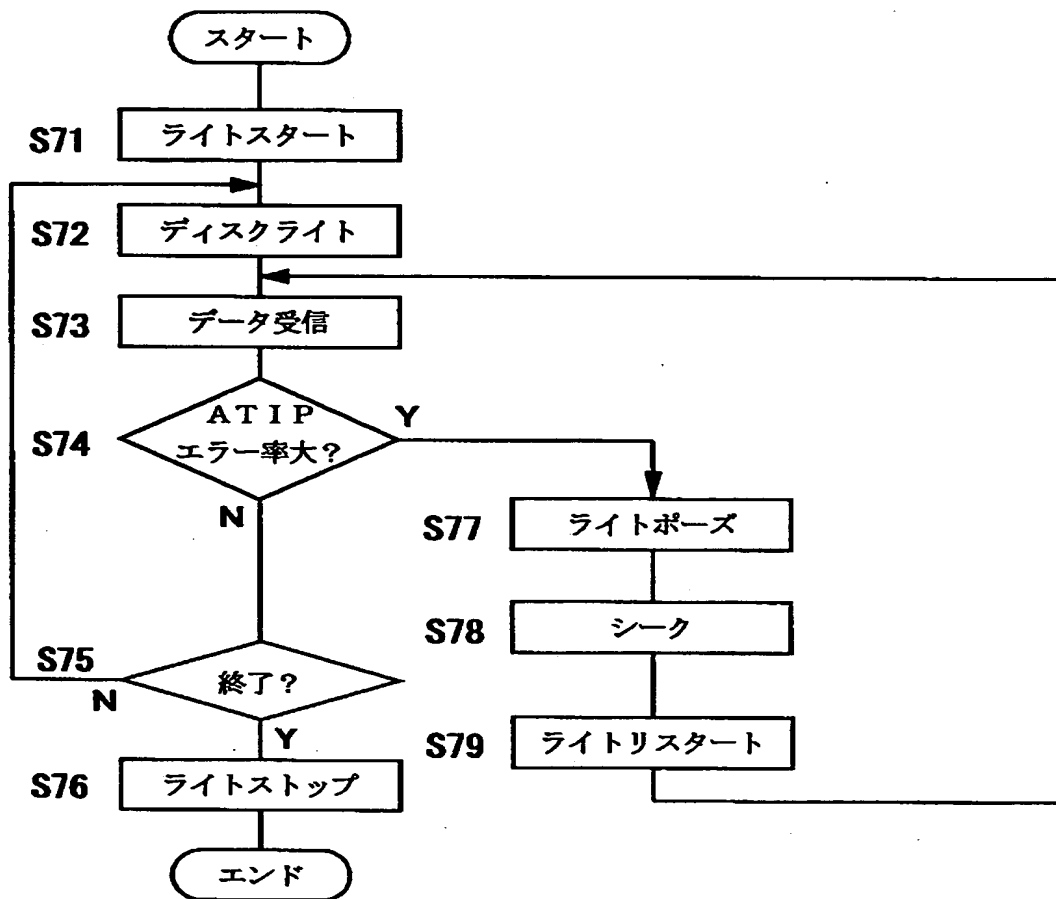 スタート
S71
ライトスタート
S72
ディスクライト
S73
データ受信
S74
ATIP
エラー率大?
Y
N
S77
ライトポーズ
S78
シーク
S79
ライトリスタート
S75
終了?
N
Y
S76
ライトストップ
エンド